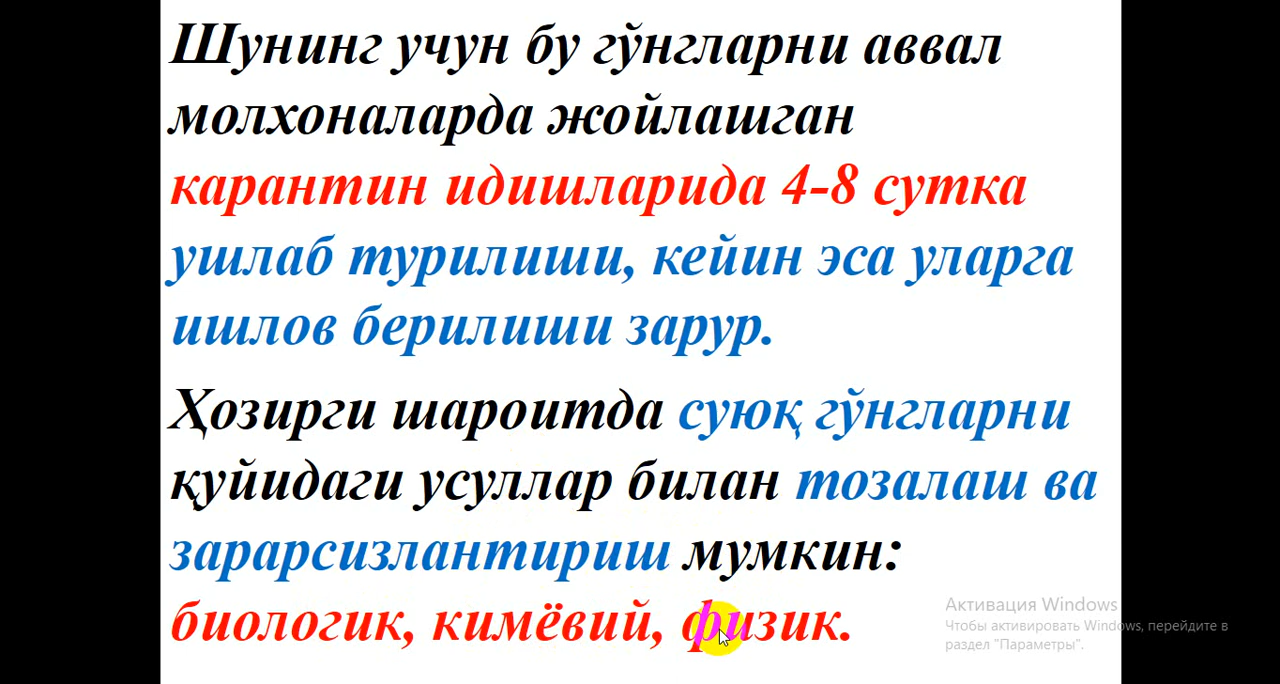 Шунинг учун бу гўнгларни аввал
молхоналарда жойлашган
карантин идишларида 4-8 сутка
ушлаб турилиши, кейин эса уларга
ишлов берилиши зарур.
Ҳозирги шароитда суюқ гўнгларни
қуйидаги усуллар билан тозалаш ва
зарарсизлантириш мумкин:
биологик, кимёвий, физик.
Активация Windows
Чтобы активировать Windows, перейдите в
раздел "Параметры".